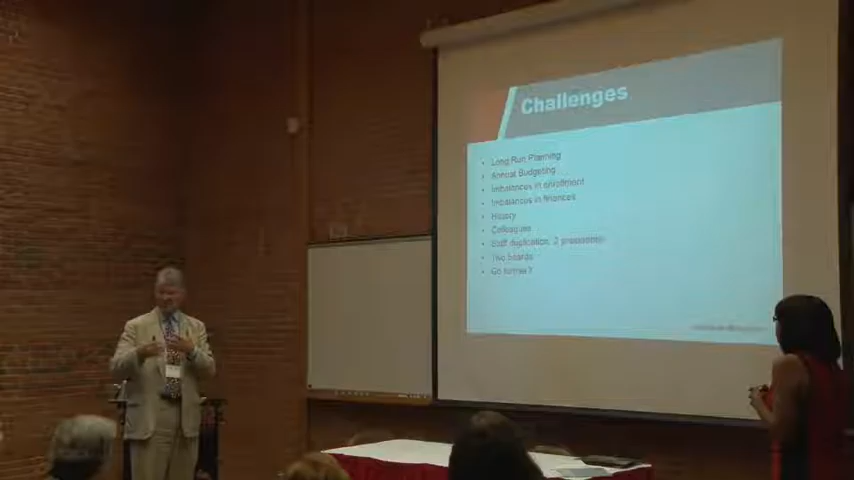 Challenges
• Long Run Planning
• Annual Budgeting
• Imbalances in enrollment
• Imbalances in finances
• History
• Colleagues
• Staff duplication, 2 presidents
• Two boards
• Go further?